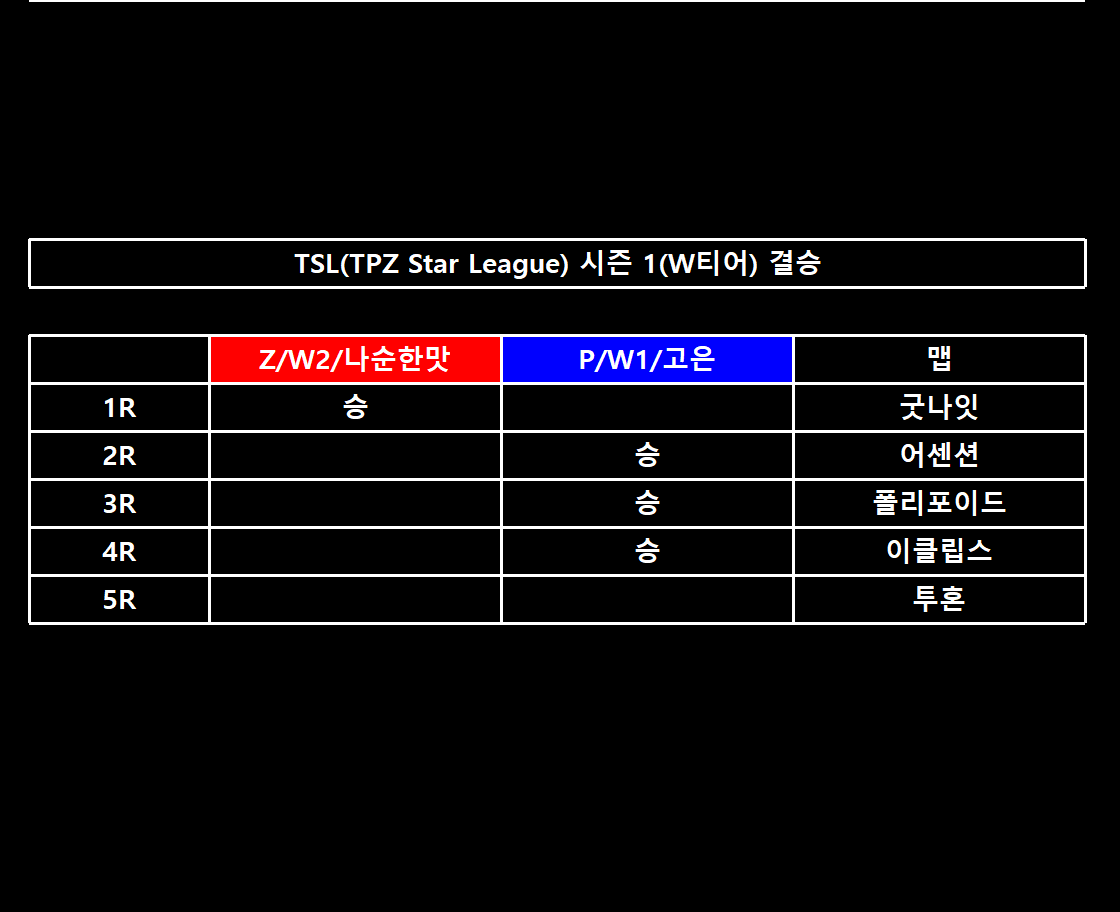 TSL(TPZ Star League) 시즌 1(W티어) 결승
Z/W2/나순한맛 P/W1/고은 맵
1R 승 굿나잇
2R 승 어센션
3R 승 폴리포이드
4R 승 이클립스
5R 투혼